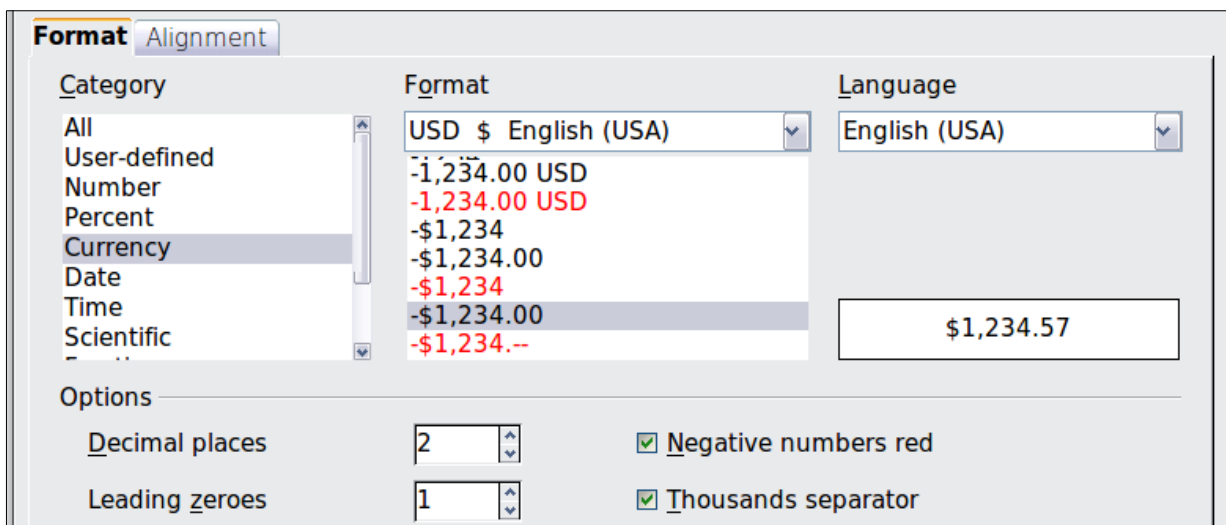 Format Alignment
Category Format Language
All
User-defined
Number
Percent
Currency
Date
Time
Scientific
USD $ English (USA)
-1,234.00 USD
-1,234.00 USD
-$1,234
-$1,234.00
-$1,234
-$1,234.00
-$1,234.--
English (USA)
$1,234.57
Options
Decimal places 2 Negative numbers red
Leading zeroes 1 Thousands separator